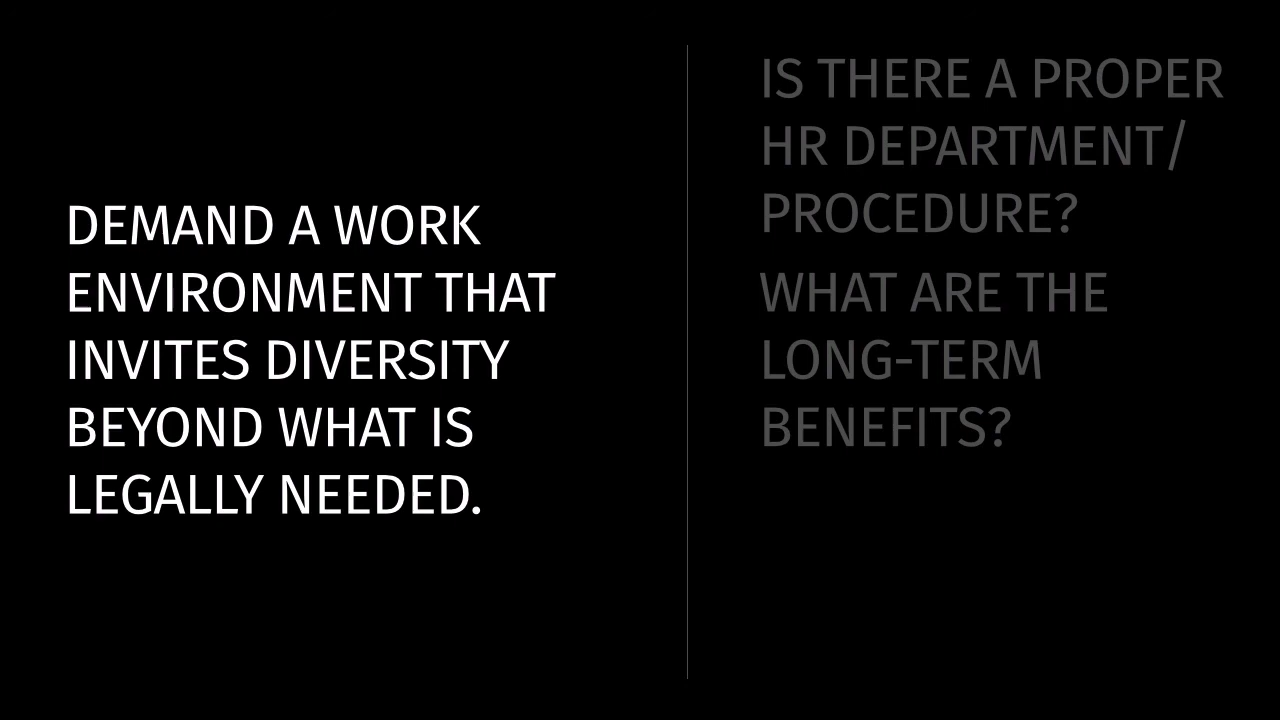 DEMAND A WORK
ENVIRONMENT THAT
INVITES DIVERSITY
BEYOND WHAT IS
LEGALLY NEEDED.
IS THERE A PROPER
HR DEPARTMENT/
PROCEDURE?
WHAT ARE THE
LONG-TERM
BENEFITS?